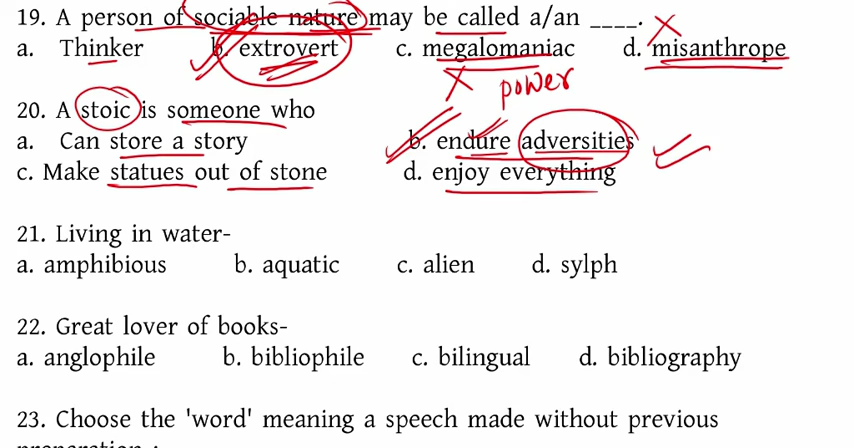 19. A person of sociable nature may be called a/an ____.
a. Thinker b. extrovert c. megalomaniac d. misanthrope
power
20. A stoic is someone who
a. Can store a story b. endure adversities
c. Make statues out of stone d. enjoy everything
21. Living in water-
a. amphibious b. aquatic c. alien d. sylph
22. Great lover of books-
a. anglophile b. bibliophile c. bilingual d. bibliography
23. Choose the 'word' meaning a speech made without previous
preparation :